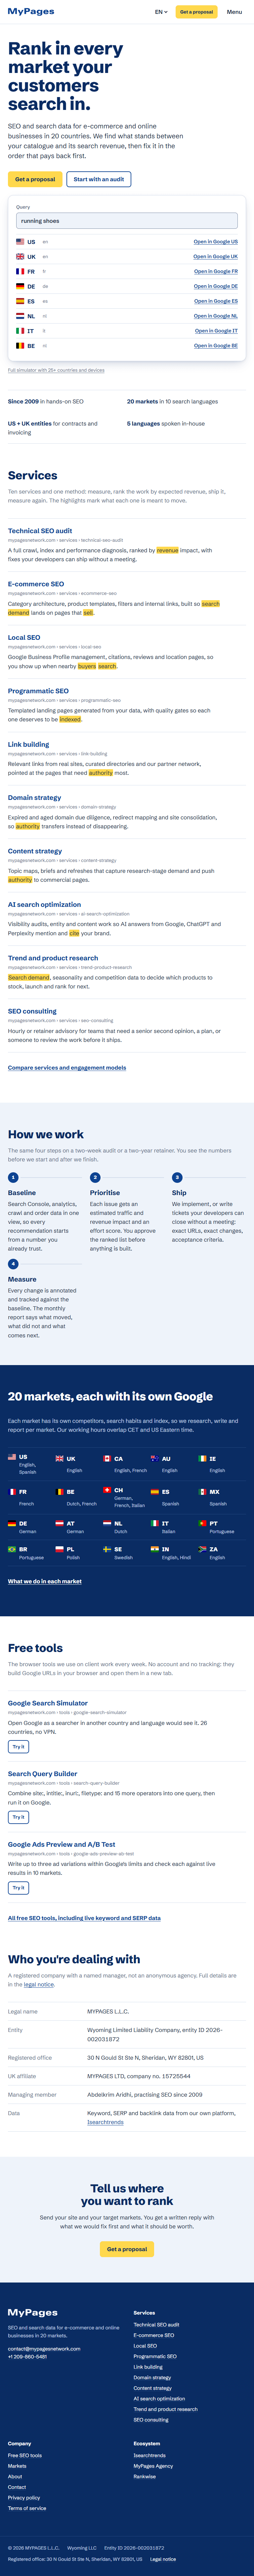 MyPages
EN
Get a proposal
Menu
Rank in every
market your
customers
search in.
SEO and search data for e-commerce and online
businesses in 20 countries. We find what stands between
your catalogue and its search results, then fix it in the
order that pays back first.
Get a proposal
Start with an audit
Query
running shoes
US en Open in Google US
UK en Open in Google UK
FR fr Open in Google FR
DE de Open in Google DE
ES es Open in Google ES
NL nl Open in Google NL
IT it Open in Google IT
BE nl Open in Google BE
Full simulator with 25+ countries and devices
Since 2009 in hands-on SEO
20 markets in 10 search languages
US + UK entities for contracts and
invoicing
5 languages spoken in-house
Services
Ten services and one method: measure, rank the work by expected revenue, ship it,
measure again. The highlights mark what each one is meant to move.
Technical SEO audit
mypagesnetwork.com › services › technical-seo-audit
A full crawl, index and performance diagnosis, ranked by revenue impact, with
fixes your developers can ship without a meeting.
E-commerce SEO
mypagesnetwork.com › services › ecommerce-seo
Category architecture, product templates, filters and internal links, built so search
demand lands on pages that sell.
Local SEO
mypagesnetwork.com › services › local-seo
Google Business Profile management, citations, reviews and location pages, so
you show up when nearby buyers search.
Programmatic SEO
mypagesnetwork.com › services › programmatic-seo
Templated landing pages generated from your data, with quality gates so each
one deserves to be indexed.
Link building
mypagesnetwork.com › services › link-building
Relevant links from real sites, curated directories and our partner network,
pointed at the pages that need authority most.
Domain strategy
mypagesnetwork.com › services › domain-strategy
Expired and aged domain due diligence, redirect mapping and site consolidation,
so authority transfers instead of disappearing.
Content strategy
mypagesnetwork.com › services › content-strategy
Topic maps, briefs and refreshes that capture research-stage demand and push
authority to commercial pages.
AI search optimization
mypagesnetwork.com › services › ai-search-optimization
Visibility audits, entity and content work so AI answers from Google, ChatGPT and
Perplexity mention and cite your brand.
Trend and product research
mypagesnetwork.com › services › trend-product-research
Search demand, seasonality and competition data to decide which products to
stock, launch and rank for next.
SEO consulting
mypagesnetwork.com › services › seo-consulting
Hourly or retainer advisory for teams that need a senior second opinion, a plan, or
someone to review the work before it ships.
Compare services and engagement models
How we work
The same four steps on a two-week audit or a two-year retainer. You see the numbers
before we start and after we finish.
1
Baseline
Search Console, analytics,
crawl and order data in one
view, so every
recommendation starts
from a number you
already trust.
2
Prioritise
Each issue gets an
estimated traffic and
revenue impact and an
effort score. You approve
the ranked list before
anything is built.
3
Ship
We implement, or write
tickets your developers can
close without a meeting:
exact URLs, exact changes,
acceptance criteria.
4
Measure
Every change is annotated
and tracked against the
baseline. The monthly
report says what moved,
what did not and what
comes next.
20 markets, each with its own Google
Each market has its own competitors, search habits and index, so we research, write and
report per market. Our working hours overlap CET and US Eastern time.
US
English,
Spanish
UK
English
CA
English, French
AU
English
IE
English
FR
French
BE
Dutch, French
CH
German,
French, Italian
ES
Spanish
MX
Spanish
DE
German
AT
German
NL
Dutch
IT
Italian
PT
Portuguese
BR
Portuguese
PL
Polish
SE
Swedish
IN
English, Hindi
ZA
English
What we do in each market
Free tools
The browser tools we use on client work every week. No account and no tracking: they
build Google URLs in your browser and open them in a new tab.
Google Search Simulator
mypagesnetwork.com › tools › google-search-simulator
Open Google as a searcher in another country and language would see it. 26
countries, no VPN.
Try it
Search Query Builder
mypagesnetwork.com › tools › search-query-builder
Combine site:, intitle:, inurl:, filetype: and 15 more operators into one query, then
run it on Google.
Try it
Google Ads Preview and A/B Test
mypagesnetwork.com › tools › google-ads-preview-ab-test
Write up to three ad variations within Google's limits and check against live
results in 10 markets.
Try it
All free SEO tools, including live keyword and SERP data
Who you're dealing with
A registered company with a named manager, not an anonymous agency. Full details are
in the legal notice.
Legal name MYPAGES L.L.C.
Entity Wyoming Limited Liability Company, entity ID 2026-
002031872
Registered office 30 N Gould St Ste N, Sheridan, WY 82801, US
UK affiliate MYPAGES LTD, company no. 15725544
Managing member Abdelkrim Aridhi, practising SEO since 2009
Data Keyword, SERP and backlink data from our own platform,
Isearchtrends
Tell us where
you want to rank
Send your site and your target markets. You get a written reply with
what we would fix first and what it should be worth.
Get a proposal
MyPages
SEO and search data for e-commerce and online
businesses in 20 markets.
contact@mypagesnetwork.com
+1 209-860-5481
Services
Technical SEO audit
E-commerce SEO
Local SEO
Programmatic SEO
Link building
Domain strategy
Content strategy
AI search optimization
Trend and product research
SEO consulting
Company
Free SEO tools
Markets
About
Contact
Privacy policy
Terms of service
Ecosystem
Isearchtrends
MyPages Agency
Rankwise
© 2026 MYPAGES L.L.C. Wyoming LLC Entity ID 2026-002031872
Registered office: 30 N Gould St Ste N, Sheridan, WY 82801, US Legal notice